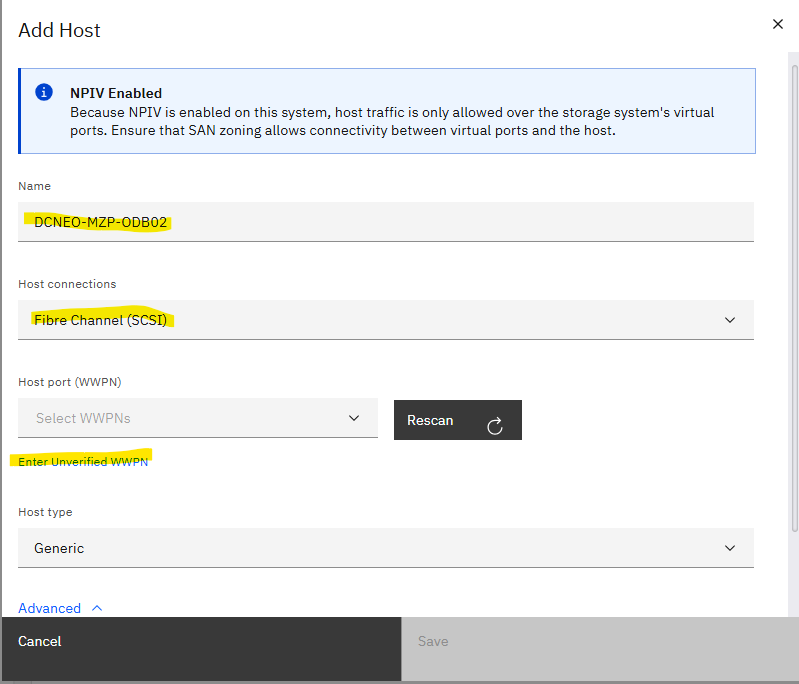 Add Host
NPIV Enabled
Because NPIV is enabled on this system, host traffic is only allowed over the storage system's virtual
ports. Ensure that SAN zoning allows connectivity between virtual ports and the host.
Name
DCNEO-MZP-ODB02
Host connections
Fibre Channel (SCSI)
Host port (WWPN)
Select WWPNs
Rescan
Enter Unverified WWPN
Host type
Generic
Advanced
Cancel
Save